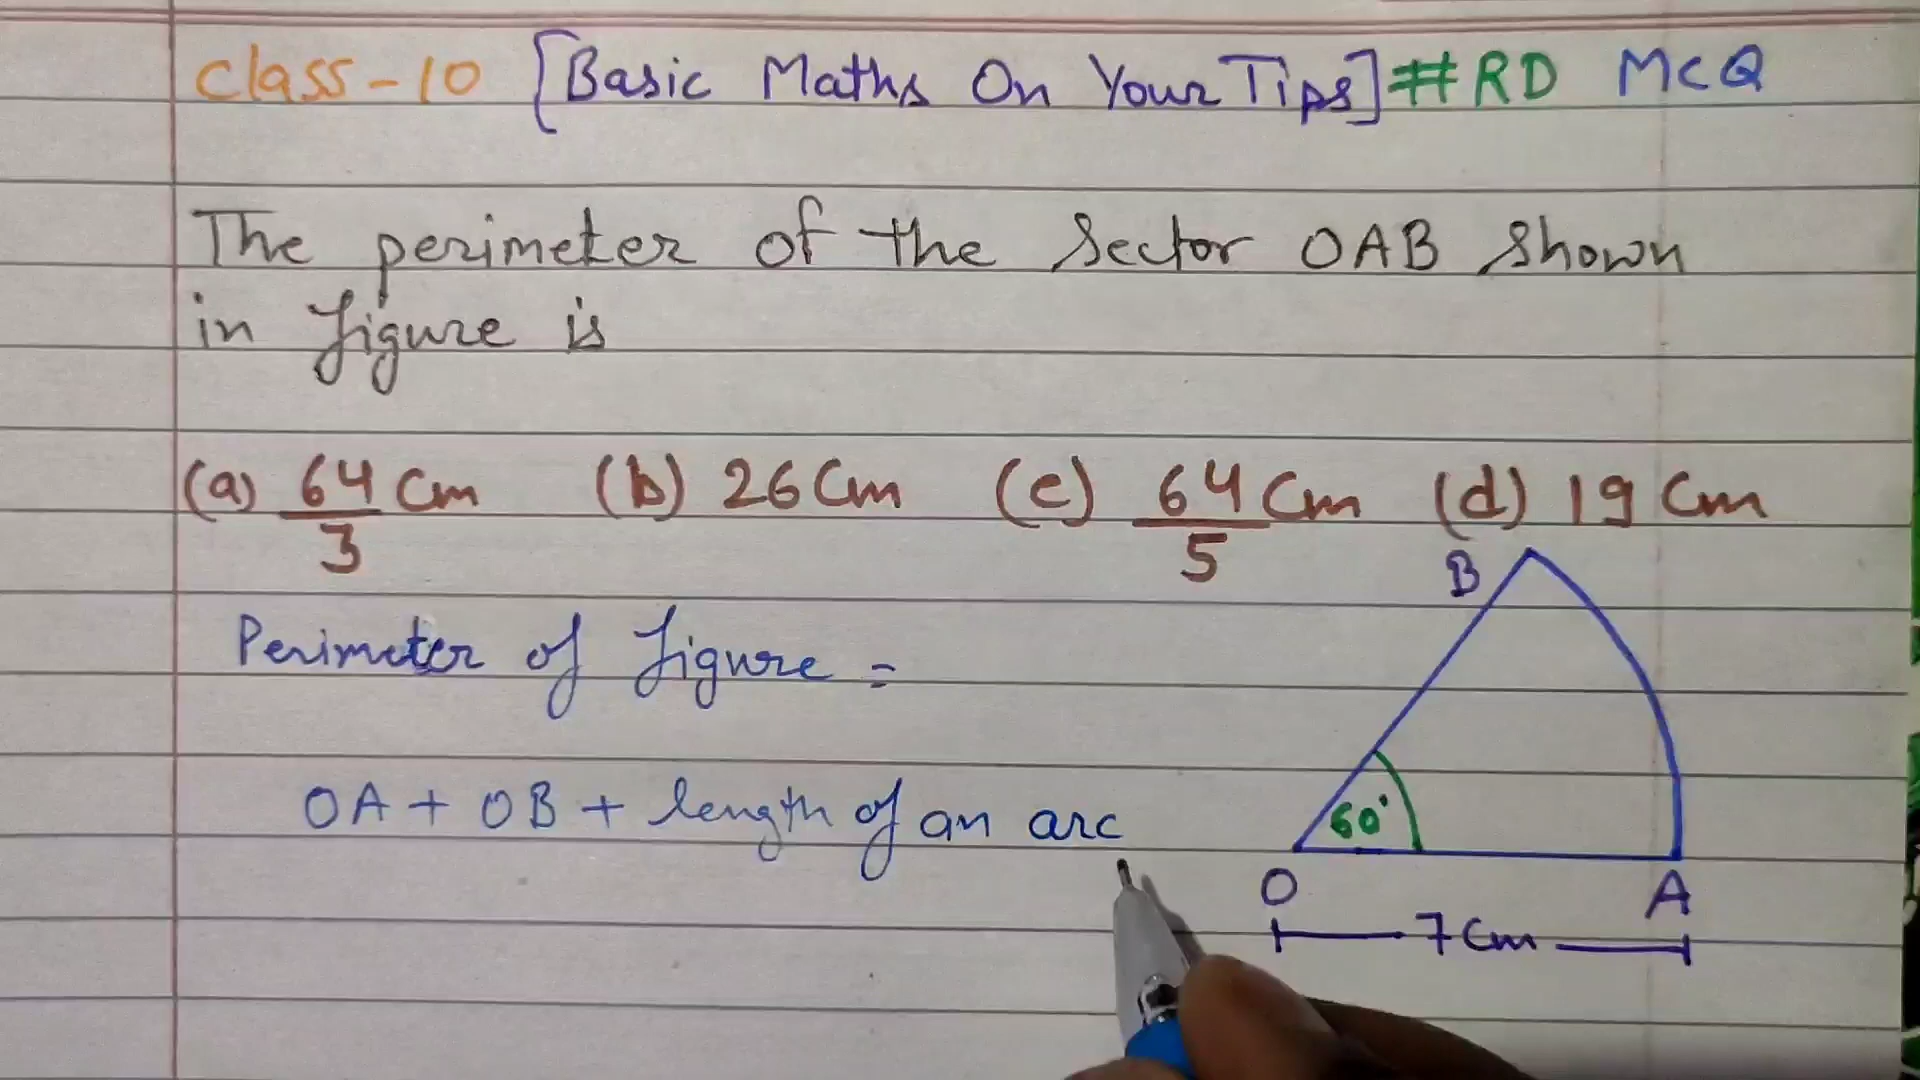 Class-10 [Basic Maths On Your Tips] #RD MCQ
The perimeter of the Sector OAB Shown
in figure is
(a) 64/3 Cm (b) 26 Cm (c) 64/5 Cm (d) 19 Cm
B
Perimeter of figure =
OA + OB + length of an arc
60°
O A
7 Cm